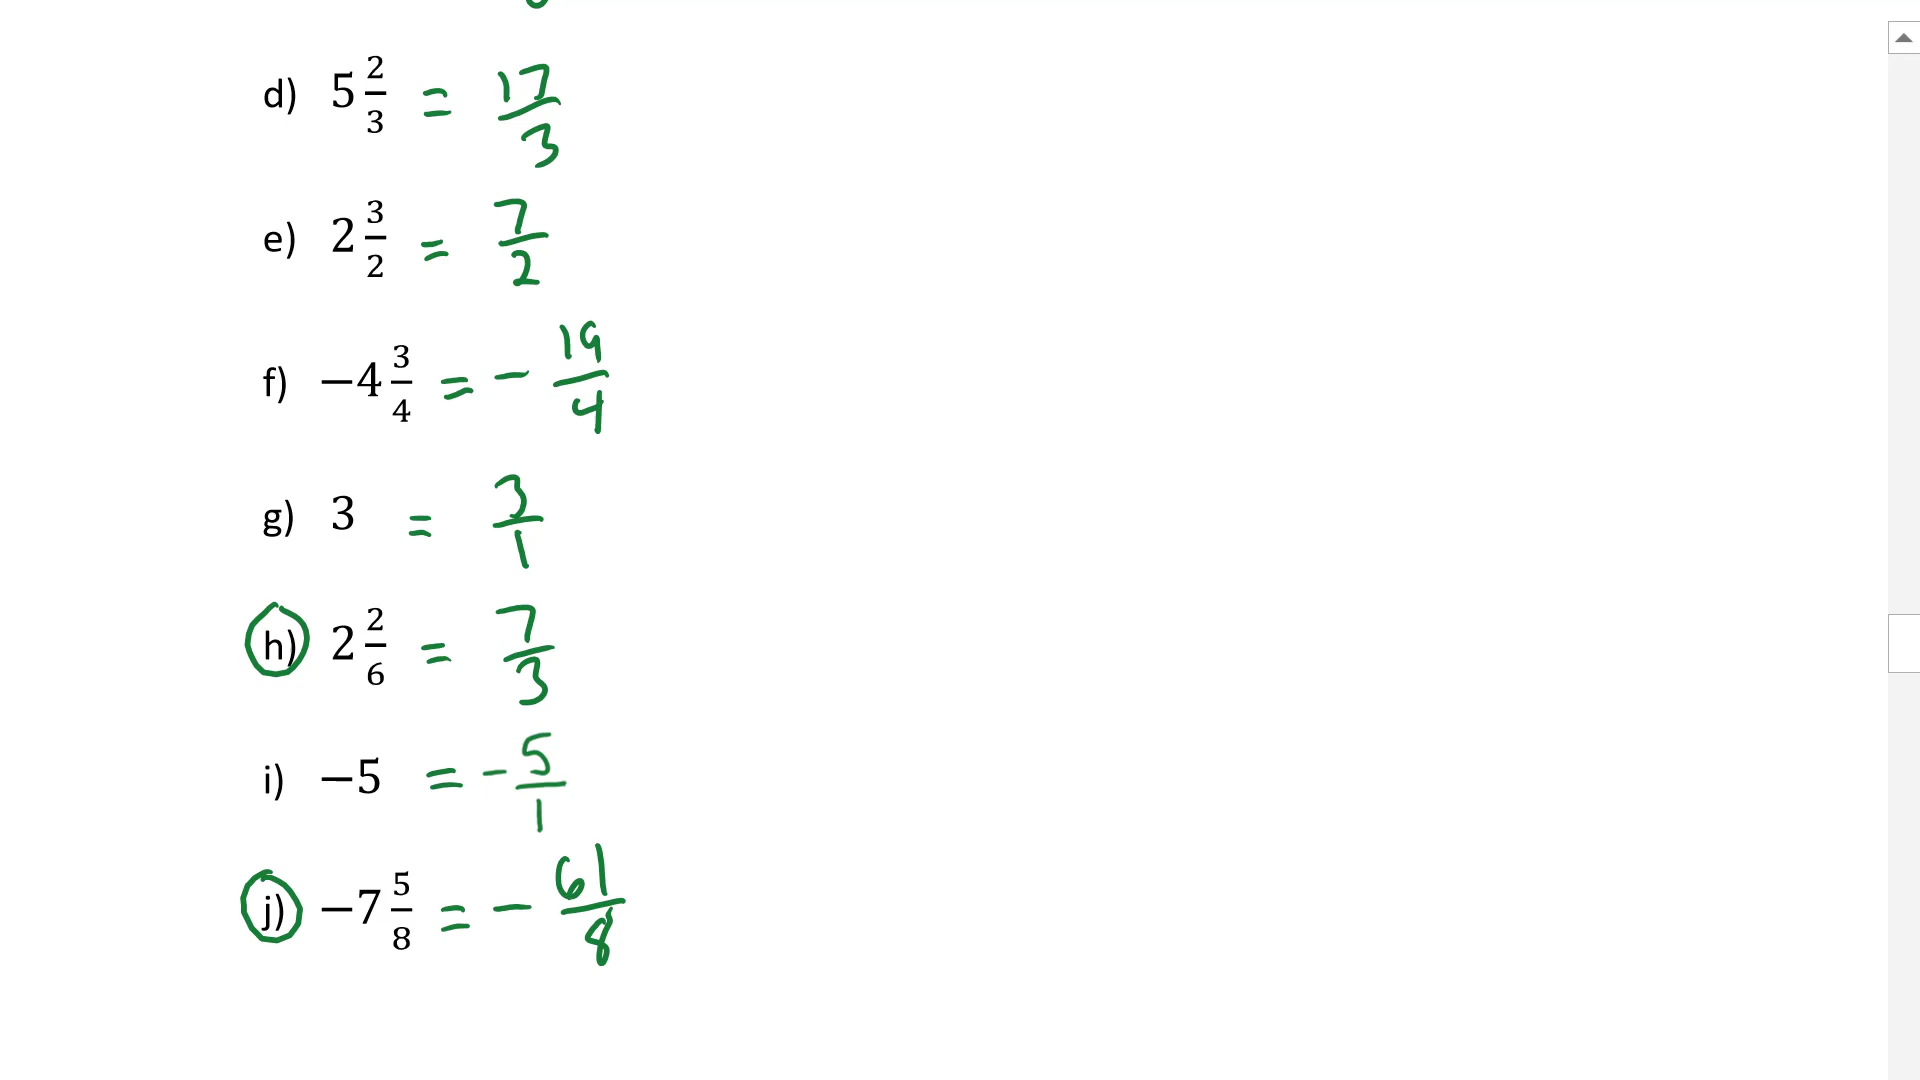 d) 5 2/3 = 17/3
e) 2 3/2 = 7/2
f) −4 3/4 = - 19/4
g) 3 = 3/1
h) 2 2/6 = 7/3
i) −5 = - 5/1
j) −7 5/8 = - 61/8